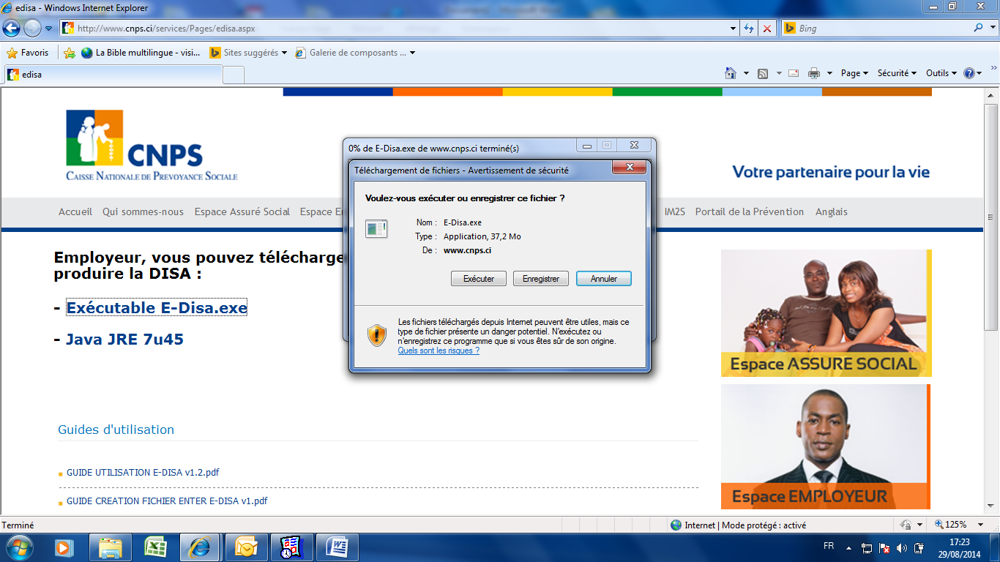 edisa - Windows Internet Explorer
http://www.cnps.ci/services/Pages/edisa.aspx
Bing
Favoris
La Bible multilingue - visi...
Sites suggérés
Galerie de composants ...
edisa
Page
Sécurité
Outils
CNPS
CAISSE NATIONALE DE PREVOYANCE SOCIALE
Votre partenaire pour la vie
Accueil
Qui sommes-nous
Espace Assuré Social
Espace En
IM2S
Portail de la Prévention
Anglais
Employeur, vous pouvez télécharge
produire la DISA :
- Exécutable E-Disa.exe
- Java JRE 7u45
0% de E-Disa.exe de www.cnps.ci terminé(s)
Téléchargement de fichiers - Avertissement de sécurité
Voulez-vous exécuter ou enregistrer ce fichier ?
Nom : E-Disa.exe
Type : Application, 37,2 Mo
De : www.cnps.ci
Exécuter
Enregistrer
Annuler
Les fichiers téléchargés depuis Internet peuvent être utiles, mais ce
type de fichier présente un danger potentiel. N'exécutez ou
n'enregistrez ce programme que si vous êtes sûr de son origine.
Quels sont les risques ?
Espace ASSURE SOCIAL
Espace EMPLOYEUR
Guides d'utilisation
GUIDE UTILISATION E-DISA v1.2.pdf
GUIDE CREATION FICHIER ENTER E-DISA v1.pdf
Terminé
Internet | Mode protégé : activé
125%
FR
17:23
29/08/2014